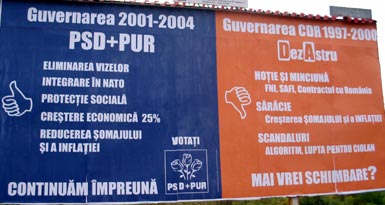 Guvernarea 2001-2004
PSD+PUR
ELIMINAREA VIZELOR
INTEGRARE ÎN NATO
PROTECȚIE SOCIALĂ
CREȘTERE ECONOMICĂ 25%
REDUCEREA ȘOMAJULUI
ȘI A INFLAȚIEI
VOTAȚI
PSD+PUR
CONTINUĂM ÎMPREUNĂ
Guvernarea CDR 1997-2000
DezAstru
HOȚIE ȘI MINCIUNĂ
FNI, SAFI, Contractul cu România
SĂRĂCIE
Creșterea ȘOMAJULUI și a INFLAȚIEI
SCANDALURI
ALGORITM, LUPTA PENTRU CIOLAN
MAI VREI SCHIMBARE?